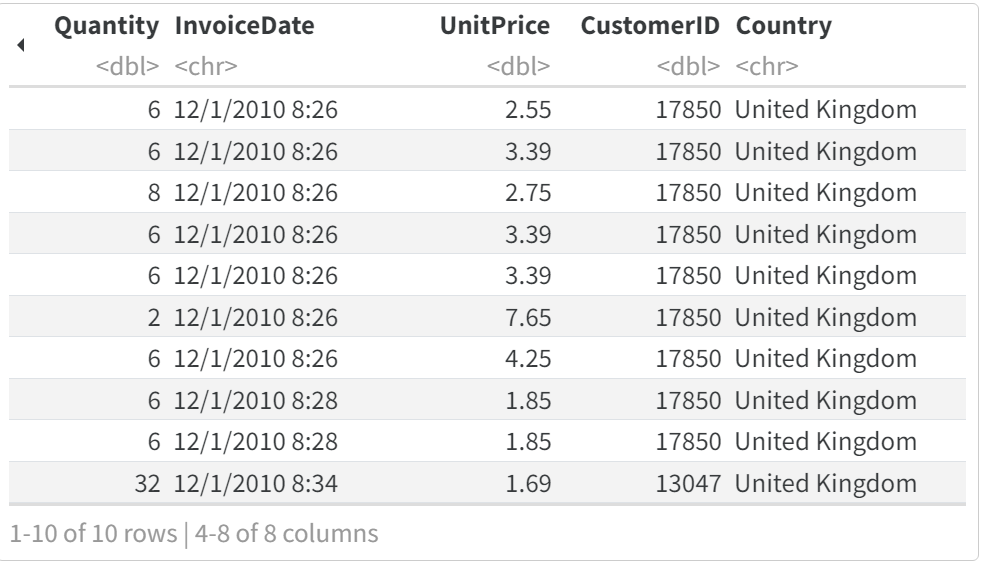 Quantity InvoiceDate UnitPrice CustomerID Country
<dbl> <chr> <dbl> <dbl> <chr>
6 12/1/2010 8:26 2.55 17850 United Kingdom
6 12/1/2010 8:26 3.39 17850 United Kingdom
8 12/1/2010 8:26 2.75 17850 United Kingdom
6 12/1/2010 8:26 3.39 17850 United Kingdom
6 12/1/2010 8:26 3.39 17850 United Kingdom
2 12/1/2010 8:26 7.65 17850 United Kingdom
6 12/1/2010 8:26 4.25 17850 United Kingdom
6 12/1/2010 8:28 1.85 17850 United Kingdom
6 12/1/2010 8:28 1.85 17850 United Kingdom
32 12/1/2010 8:34 1.69 13047 United Kingdom
1-10 of 10 rows | 4-8 of 8 columns